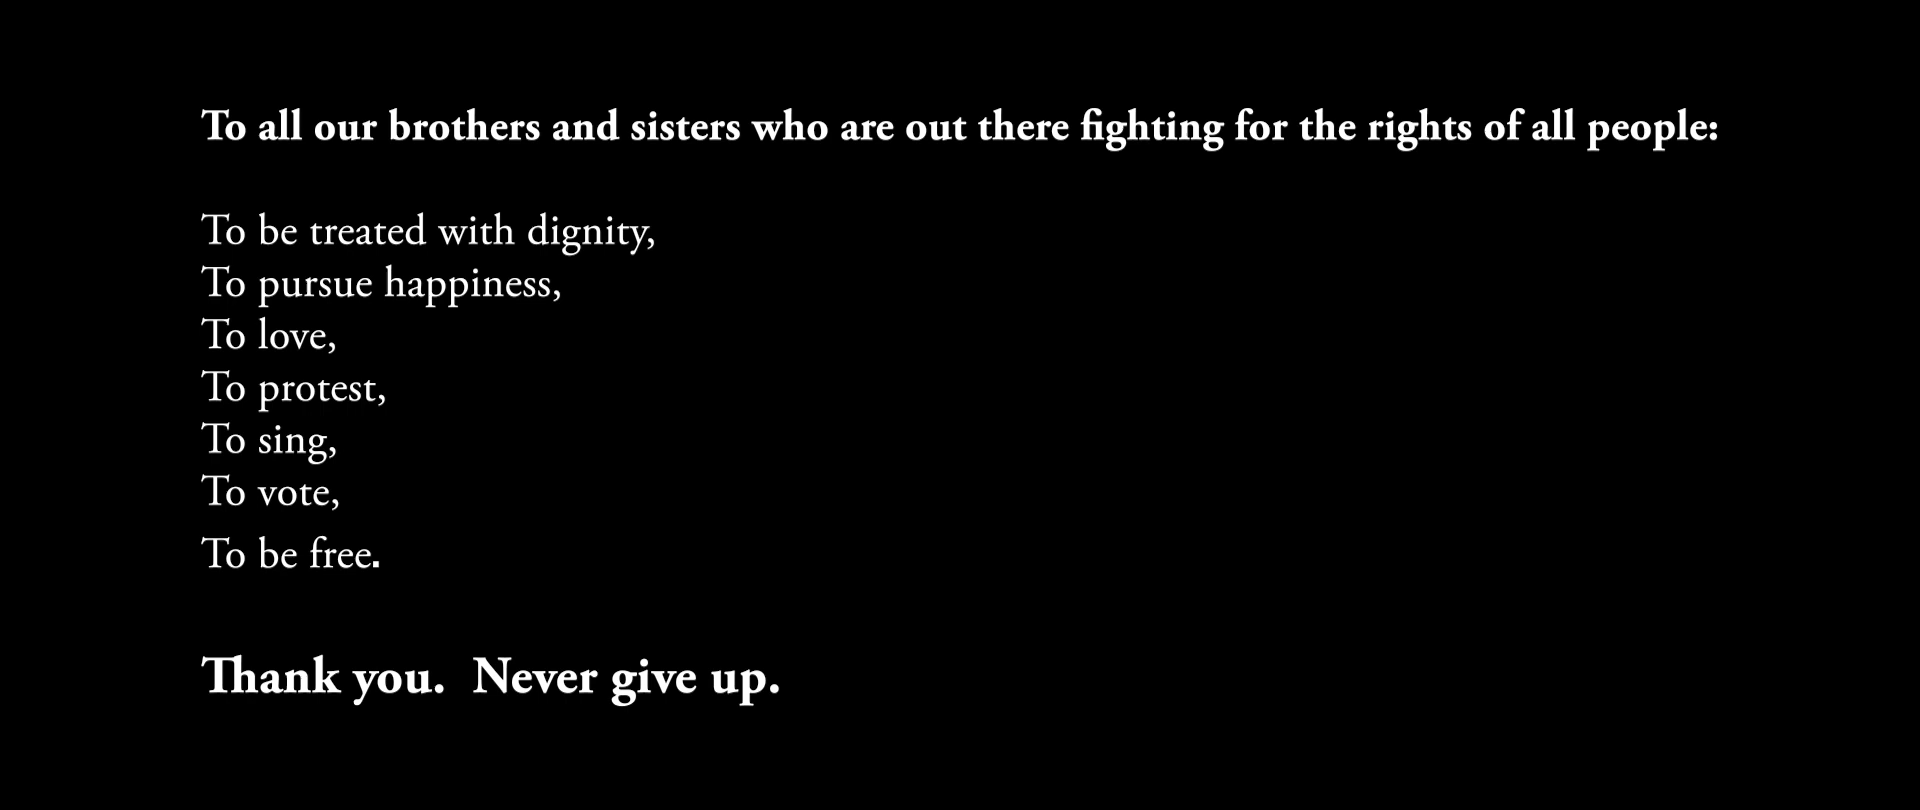 To all our brothers and sisters who are out there fighting for the rights of all people:
To be treated with dignity,
To pursue happiness,
To love,
To protest,
To sing,
To vote,
To be free.
Thank you.  Never give up.